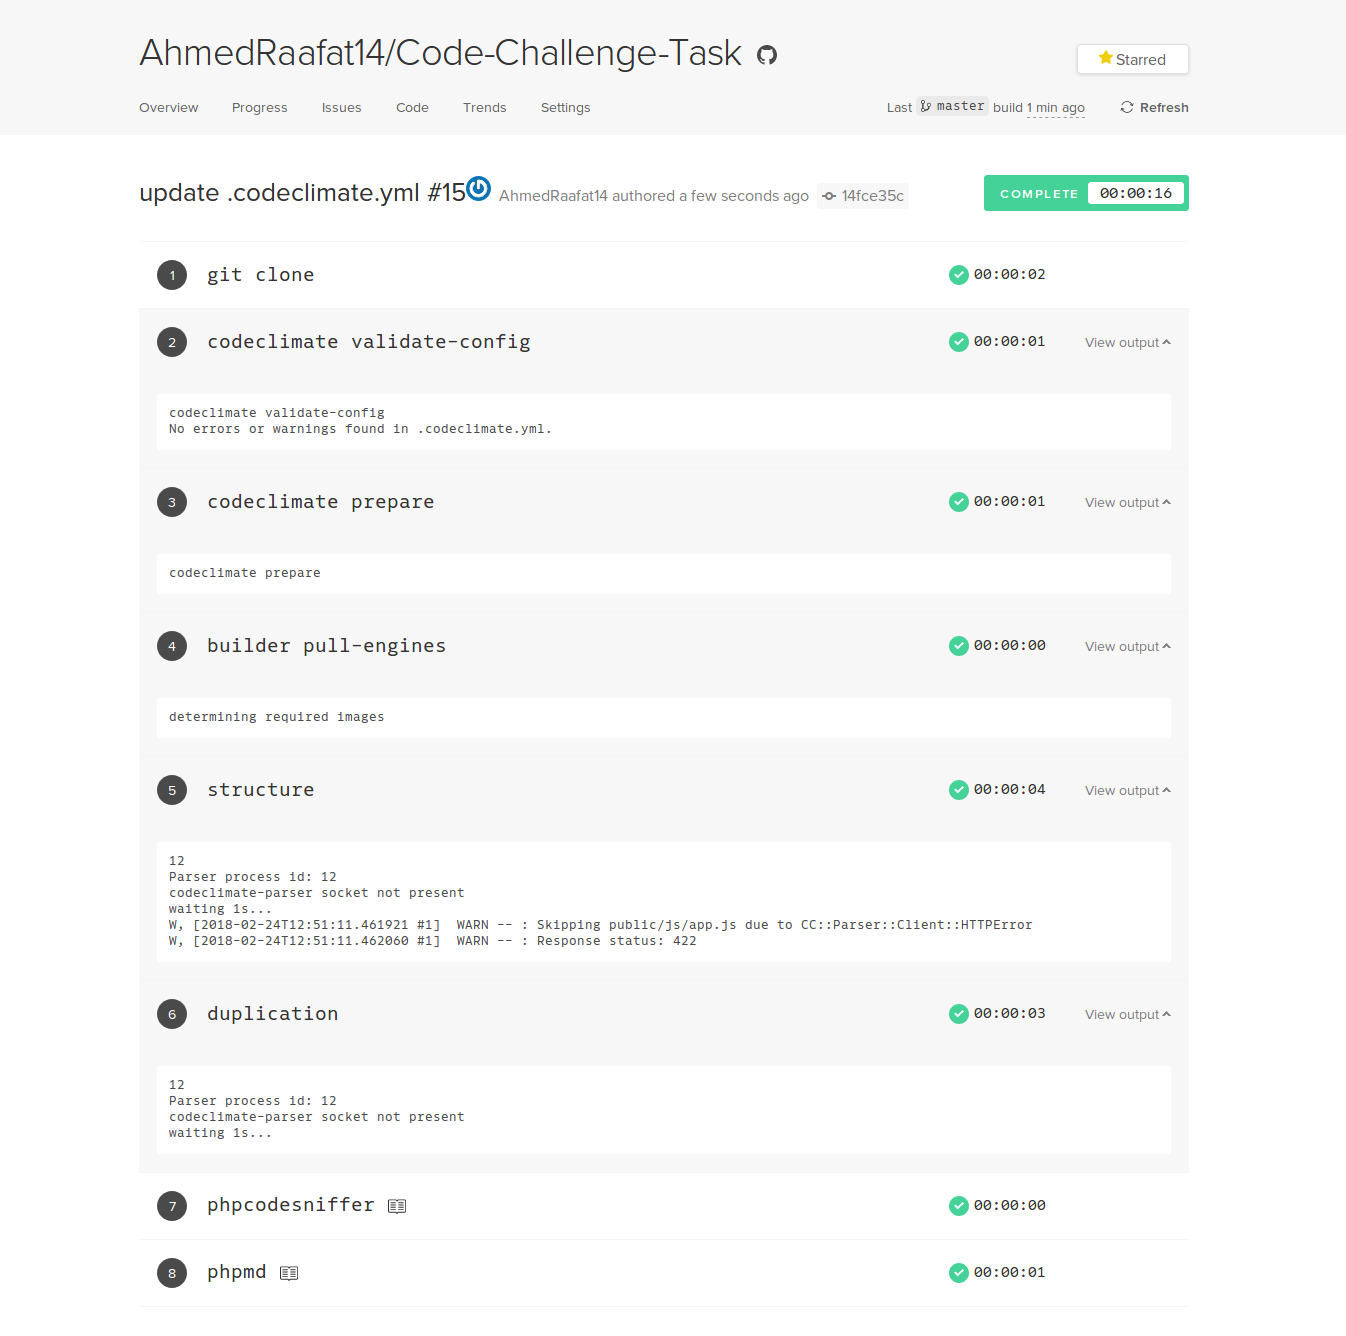 AhmedRaafat14/Code-Challenge-Task
Starred
Overview Progress Issues Code Trends Settings Last master build 1 min ago Refresh
update .codeclimate.yml #15 AhmedRaafat14 authored a few seconds ago 14fce35c COMPLETE 00:00:16
1 git clone 00:00:02
2 codeclimate validate-config 00:00:01 View output
codeclimate validate-config
No errors or warnings found in .codeclimate.yml.
3 codeclimate prepare 00:00:01 View output
codeclimate prepare
4 builder pull-engines 00:00:00 View output
determining required images
5 structure 00:00:04 View output
12
Parser process id: 12
codeclimate-parser socket not present
waiting 1s...
W, [2018-02-24T12:51:11.461921 #1]  WARN -- : Skipping public/js/app.js due to CC::Parser::Client::HTTPError
W, [2018-02-24T12:51:11.462060 #1]  WARN -- : Response status: 422
6 duplication 00:00:03 View output
12
Parser process id: 12
codeclimate-parser socket not present
waiting 1s...
7 phpcodesniffer 00:00:00
8 phpmd 00:00:01